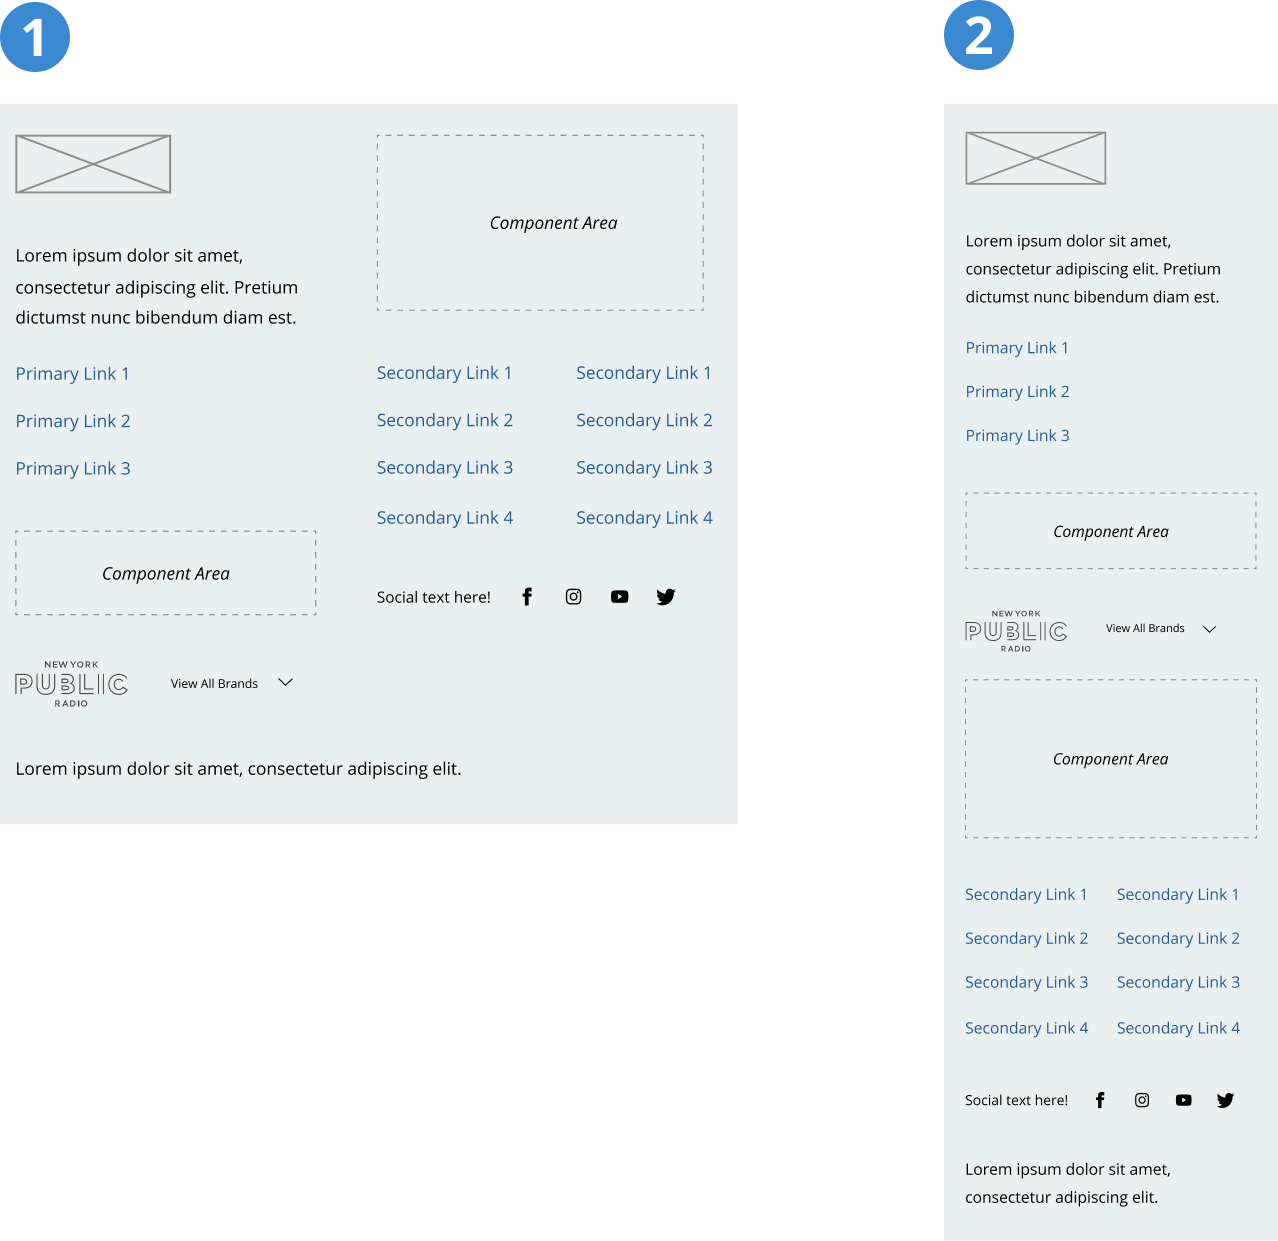 1
Lorem ipsum dolor sit amet,
consectetur adipiscing elit. Pretium
dictumst nunc bibendum diam est.
Primary Link 1
Primary Link 2
Primary Link 3
Component Area
NEW YORK
PUBLIC
RADIO
View All Brands
Component Area
Secondary Link 1
Secondary Link 2
Secondary Link 3
Secondary Link 4
Secondary Link 1
Secondary Link 2
Secondary Link 3
Secondary Link 4
Social text here!
Lorem ipsum dolor sit amet, consectetur adipiscing elit.
2
Lorem ipsum dolor sit amet,
consectetur adipiscing elit. Pretium
dictumst nunc bibendum diam est.
Primary Link 1
Primary Link 2
Primary Link 3
Component Area
NEW YORK
PUBLIC
RADIO
View All Brands
Component Area
Secondary Link 1
Secondary Link 2
Secondary Link 3
Secondary Link 4
Secondary Link 1
Secondary Link 2
Secondary Link 3
Secondary Link 4
Social text here!
Lorem ipsum dolor sit amet,
consectetur adipiscing elit.